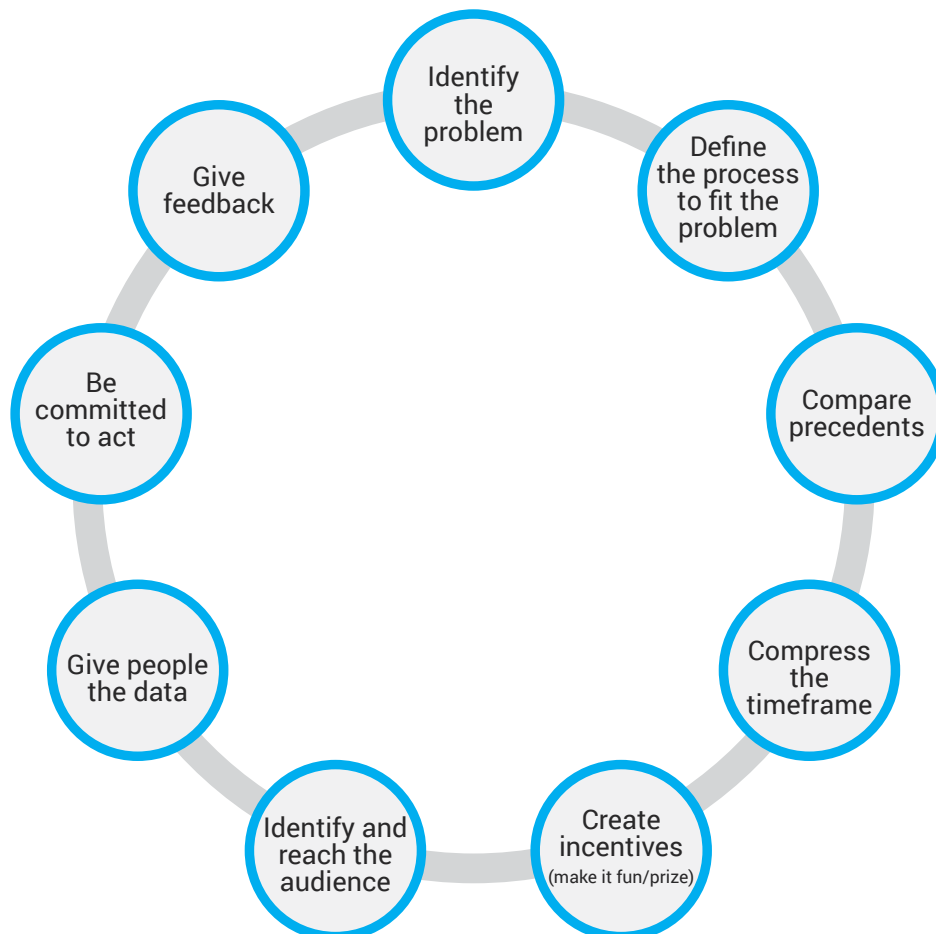 Identify
the
problem
Define
the process
to fit the
problem
Compare
precedents
Compress
the
timeframe
Create
incentives
(make it fun/prize)
Identify and
reach the
audience
Give people
the data
Be
committed
to act
Give
feedback